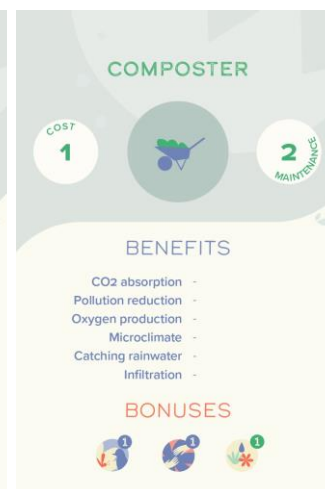 COMPOSTER
COST
1
2
MAINTENANCE
BENEFITS
CO2 absorption -
Pollution reduction -
Oxygen production -
Microclimate -
Catching rainwater -
Infiltration -
BONUSES
1 1 1